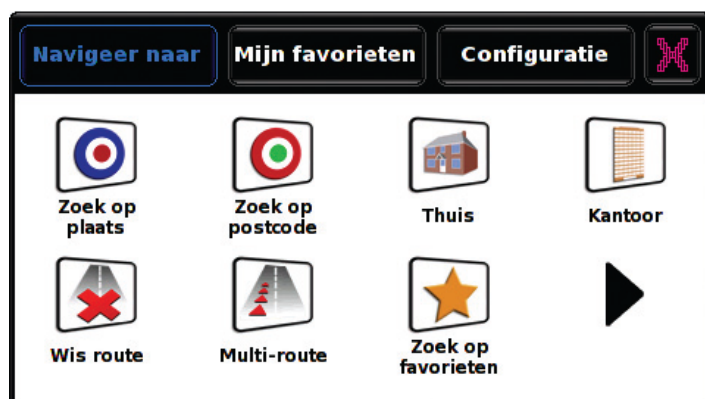 Navigeer naar
Mijn favorieten
Configuratie
Zoek op
plaats
Zoek op
postcode
Thuis
Kantoor
Wis route
Multi-route
Zoek op
favorieten